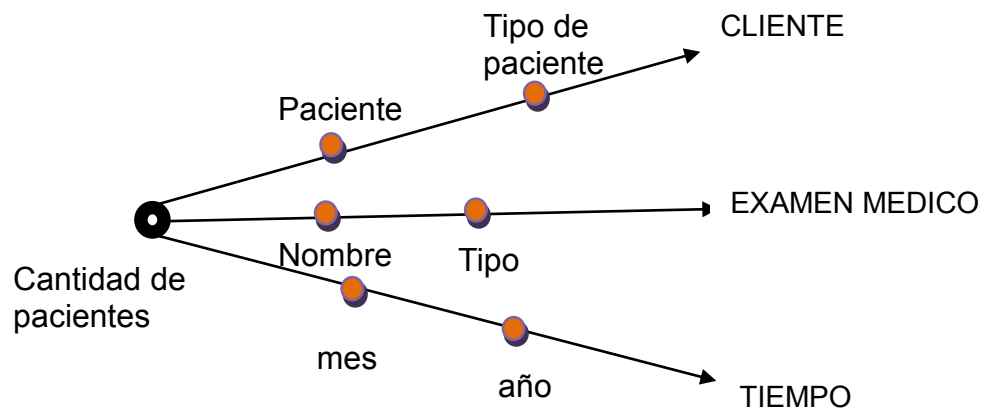 Tipo de
paciente
CLIENTE
Paciente
EXAMEN MEDICO
Nombre
Tipo
Cantidad de
pacientes
mes
año
TIEMPO